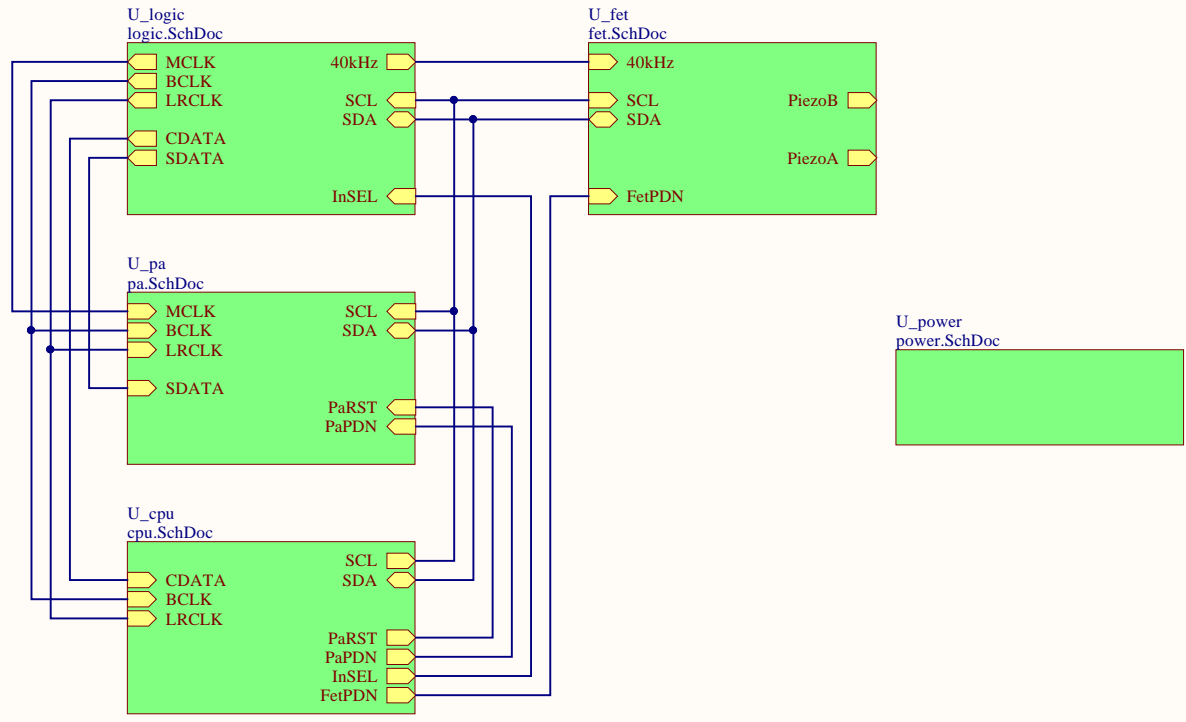 U_logic
logic.SchDoc
MCLK
BCLK
LRCLK
CDATA
SDATA
40kHz
SCL
SDA
InSEL
U_fet
fet.SchDoc
40kHz
SCL
SDA
FetPDN
PiezoB
PiezoA
U_pa
pa.SchDoc
MCLK
BCLK
LRCLK
SDATA
SCL
SDA
PaRST
PaPDN
U_power
power.SchDoc
U_cpu
cpu.SchDoc
CDATA
BCLK
LRCLK
SCL
SDA
PaRST
PaPDN
InSEL
FetPDN